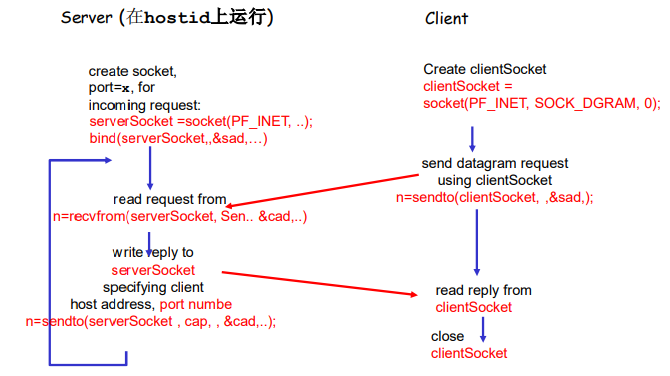 Server (在hostid上运行)
create socket,
port=x, for
incoming request:
serverSocket =socket(PF_INET, ..);
bind(serverSocket,,&sad,...)
read request from
n=recvfrom(serverSocket, Sen.. &cad,..)
write reply to
serverSocket
specifying client
host address, port numbe
n=sendto(serverSocket , cap, , &cad,..);
Client
Create clientSocket
clientSocket =
socket(PF_INET, SOCK_DGRAM, 0);
send datagram request
using clientSocket
n=sendto(clientSocket, ,&sad,);
read reply from
clientSocket
close
clientSocket